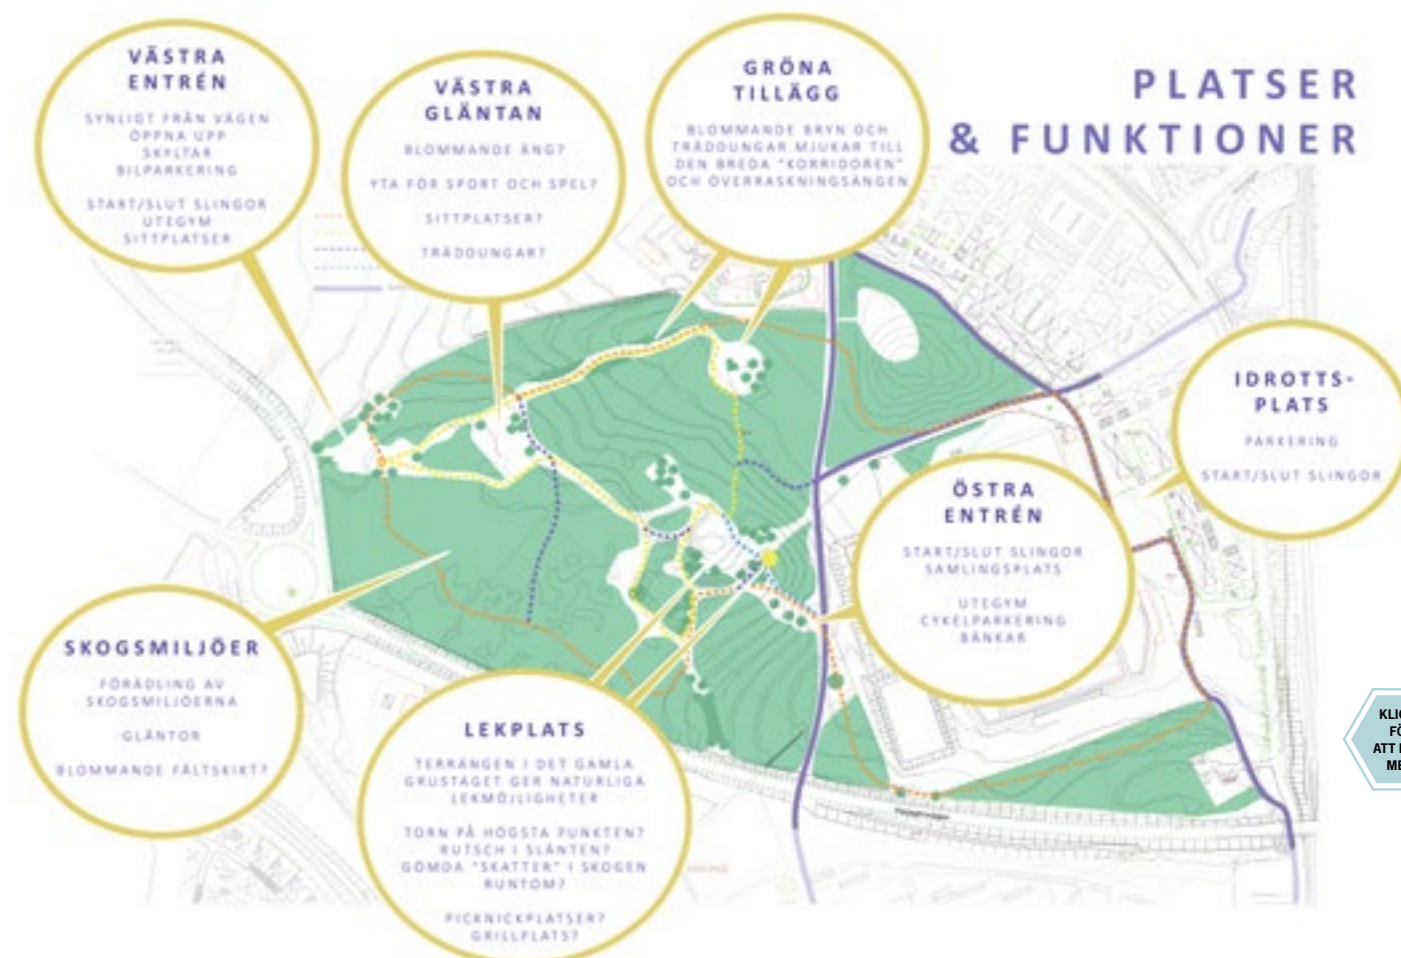 PLATSER
& FUNKTIONER
VÄSTRA
ENTRÉN
SYNLIGT FRÅN VÄGEN
ÖPPNA UPP
SKYLTAR
BILPARKERING
START/SLUT SLINGOR
UTEGYM
SITTPLATSER
VÄSTRA
GLÄNTAN
BLOMMANDE ÄNG?
YTA FÖR SPORT OCH SPEL?
SITTPLATSER?
TRÄDDUNGAR?
GRÖNA
TILLÄGG
BLOMMANDE BRYN OCH
TRÄDDUNGAR MJUKAR TILL
DEN BREDA "KORRIDOREN"
OCH ÖVERRASKNINGSÄNGEN
IDROTTS-
PLATS
PARKERING
START/SLUT SLINGOR
ÖSTRA
ENTRÉN
START/SLUT SLINGOR
SAMLINGSPLATS
UTEGYM
CYKELPARKERING
BÄNKAR
SKOGSMILJÖER
FÖRÄDLING AV
SKOGSMILJÖERNA
GLÄNTOR
BLOMMANDE FÄLTSKIKT?
LEKPLATS
TERRÄNGEN I DET GAMLA
GRUSTAGET GER NATURLIGA
LEKMÖJLIGHETER
TORN PÅ HÖGSTA PUNKTEN?
RUTSCH I SLÄNTEN?
GÖMDA "SKATTER" I SKOGEN
RUNTOM?
PICKNICKPLATSER?
GRILLPLATS?
KLIC
FÖ
ATT
ME